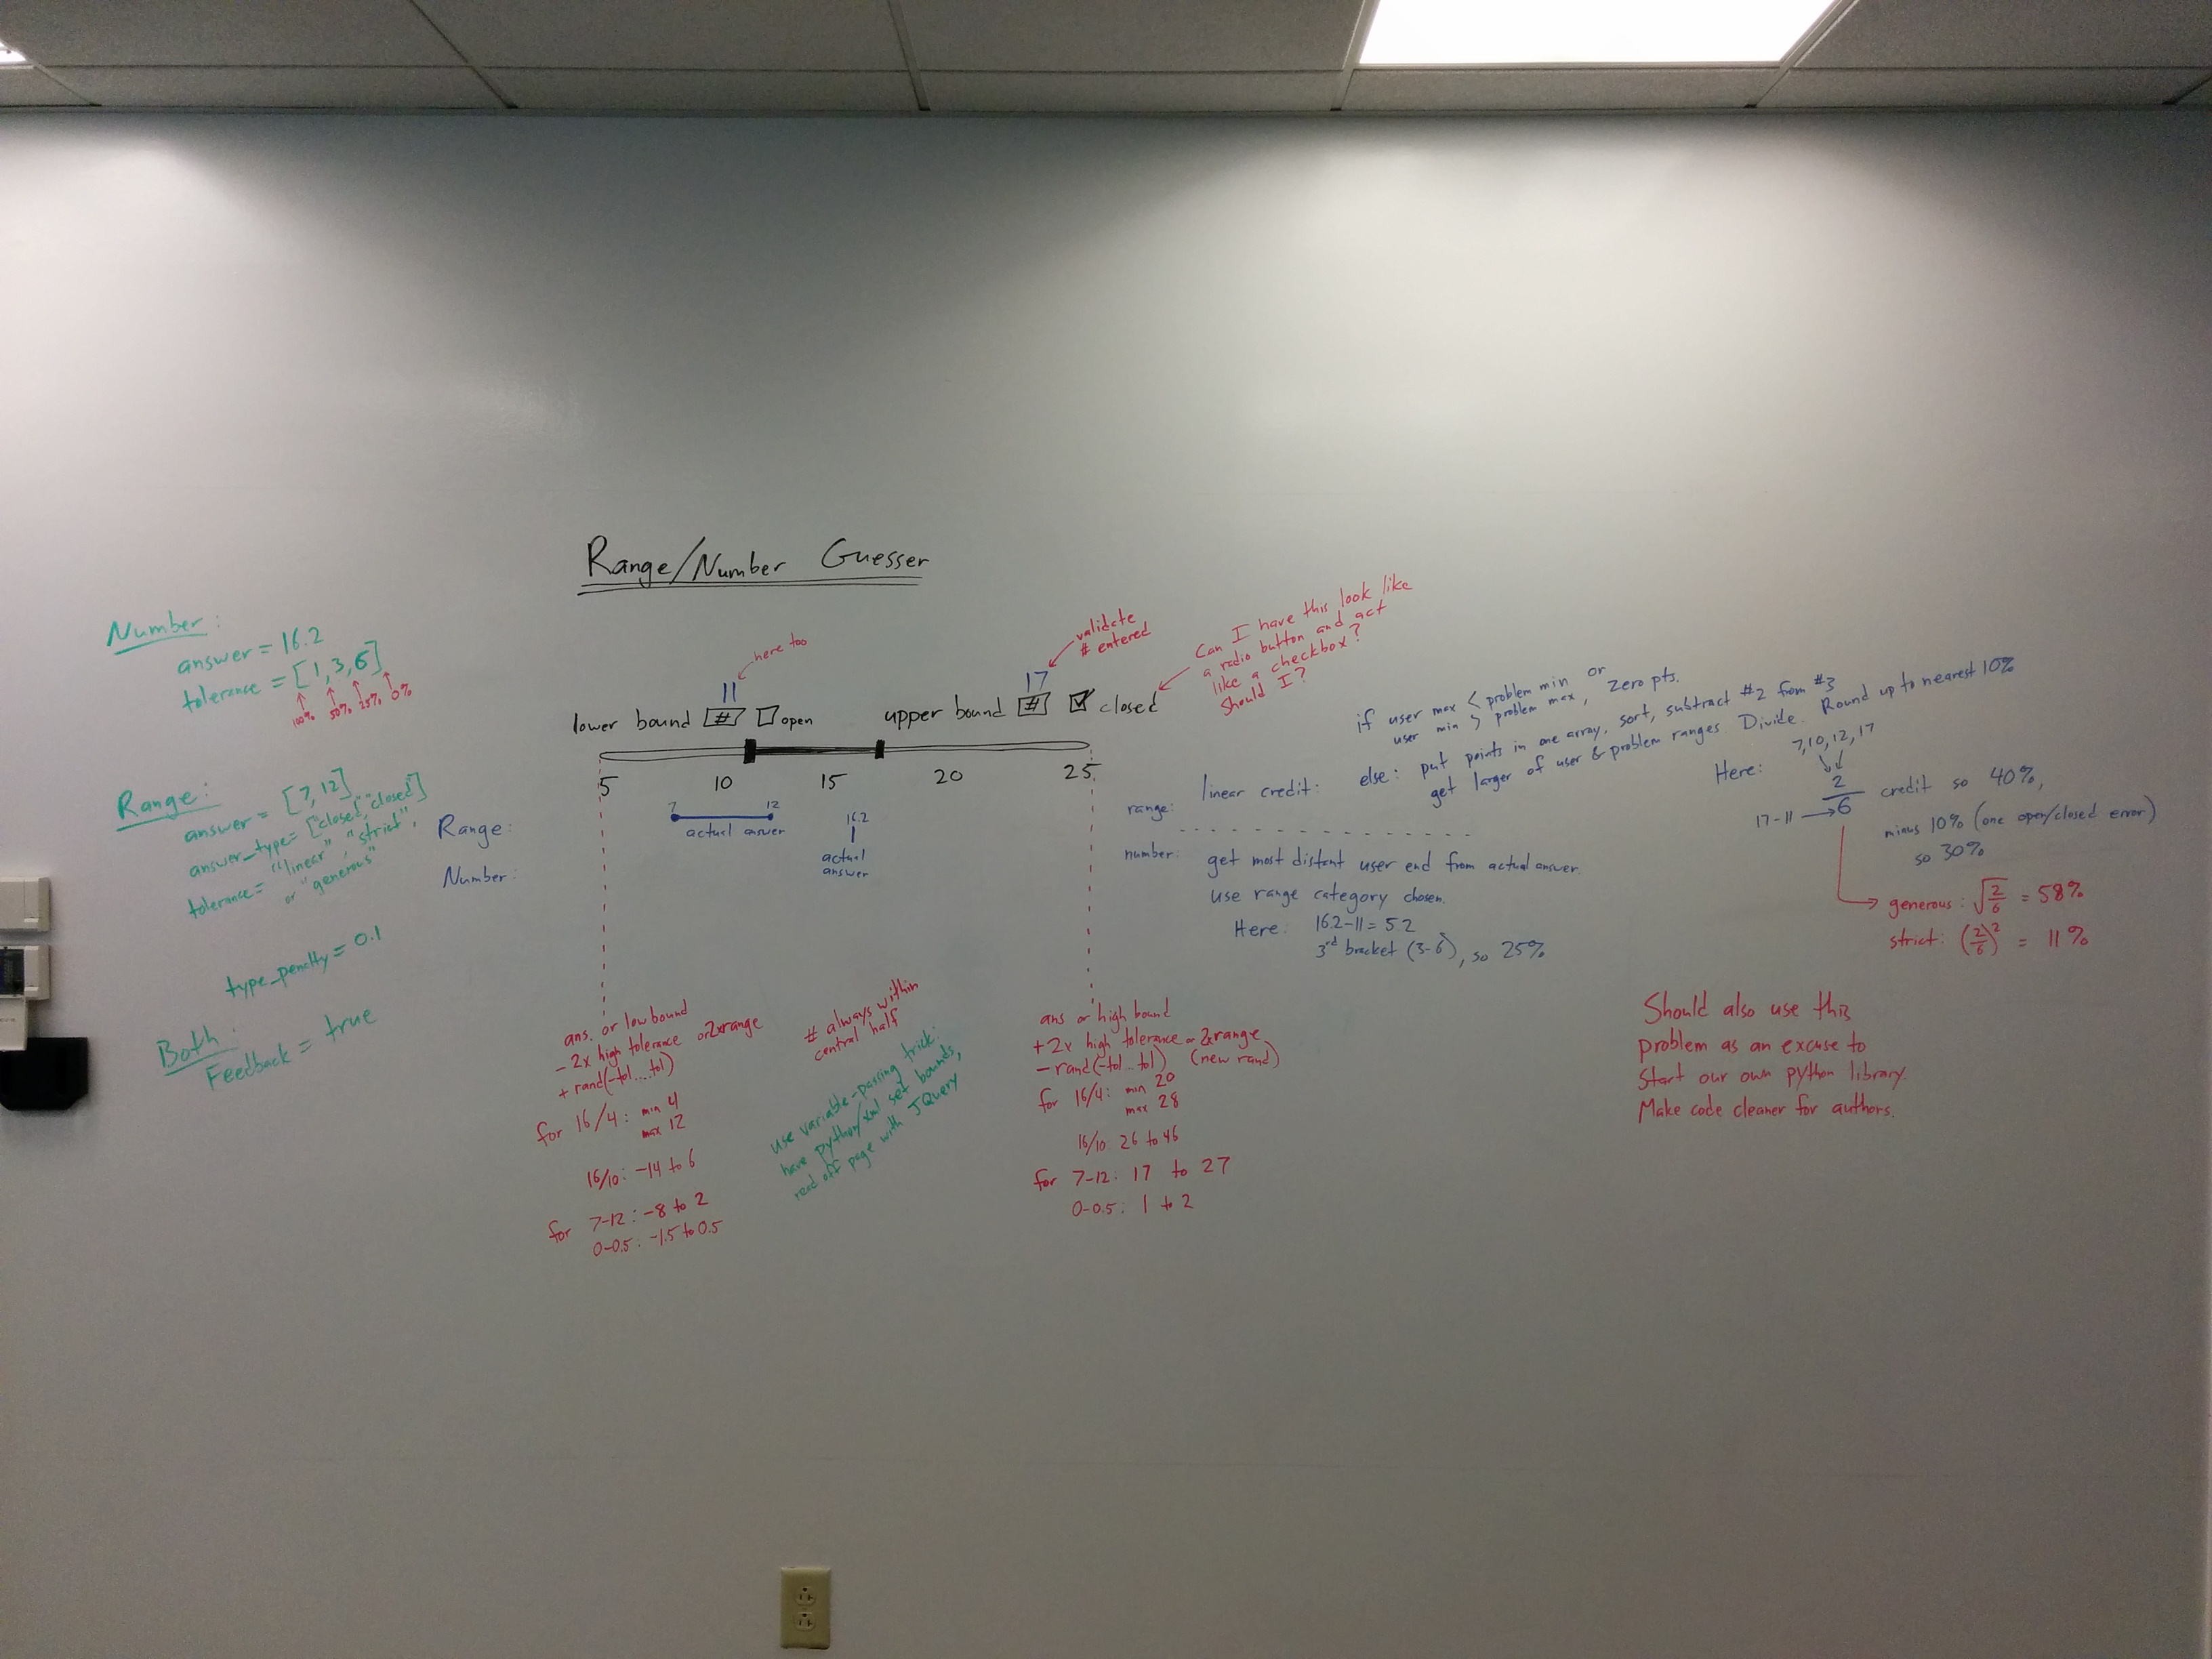 Range/Number Guesser
Number:
answer = 16.2
tolerance = [1, 3, 6]
100% 50% 25% 0%
Range:
answer = [7, 12]
answer_type = ["closed", "closed"]
tolerance = "linear", "strict",
or "generous"
type_penalty = 0.1
Both:
Feedback = true
here too
11
lower bound # open
validate
# entered
17
upper bound # closed
Can I have this look like
a radio button and act
like a checkbox?
Should I?
5 10 15 20 25
Range:
7 12
actual answer
Number:
16.2
actual
answer
ans. or low bound
- 2x high tolerance or 2xrange
+ rand(-tol...tol)
for 16/4: min 4
max 12
16/10: -14 to 6
for 7-12: -8 to 2
0-0.5: -1.5 to 0.5
# always within
central half
use variable-passing trick:
have python/xml set bounds,
read off page with JQuery
ans or high bound
+2x high tolerance or 2xrange
- rand(-tol...tol) (new rand)
for 16/4: min 20
max 28
16/10: 26 to 46
for 7-12: 17 to 27
0-0.5: 1 to 2
range:
linear credit:
if user max < problem min or
user min > problem max, zero pts.
else: put points in one array, sort, subtract #2 from #3
get larger of user & problem ranges. Divide. Round up to nearest 10%
Here:
7, 10, 12, 17
2
17-11 → 6
credit so 40%,
minus 10% (one open/closed error)
so 30%
generous: √2/6 = 58%
strict: (2/6)² = 11%
number:
get most distant user end from actual answer.
use range category chosen.
Here: 16.2-11 = 5.2
3rd bracket (3-6), so 25%
Should also use this
problem as an excuse to
Start our own python library.
Make code cleaner for authors.